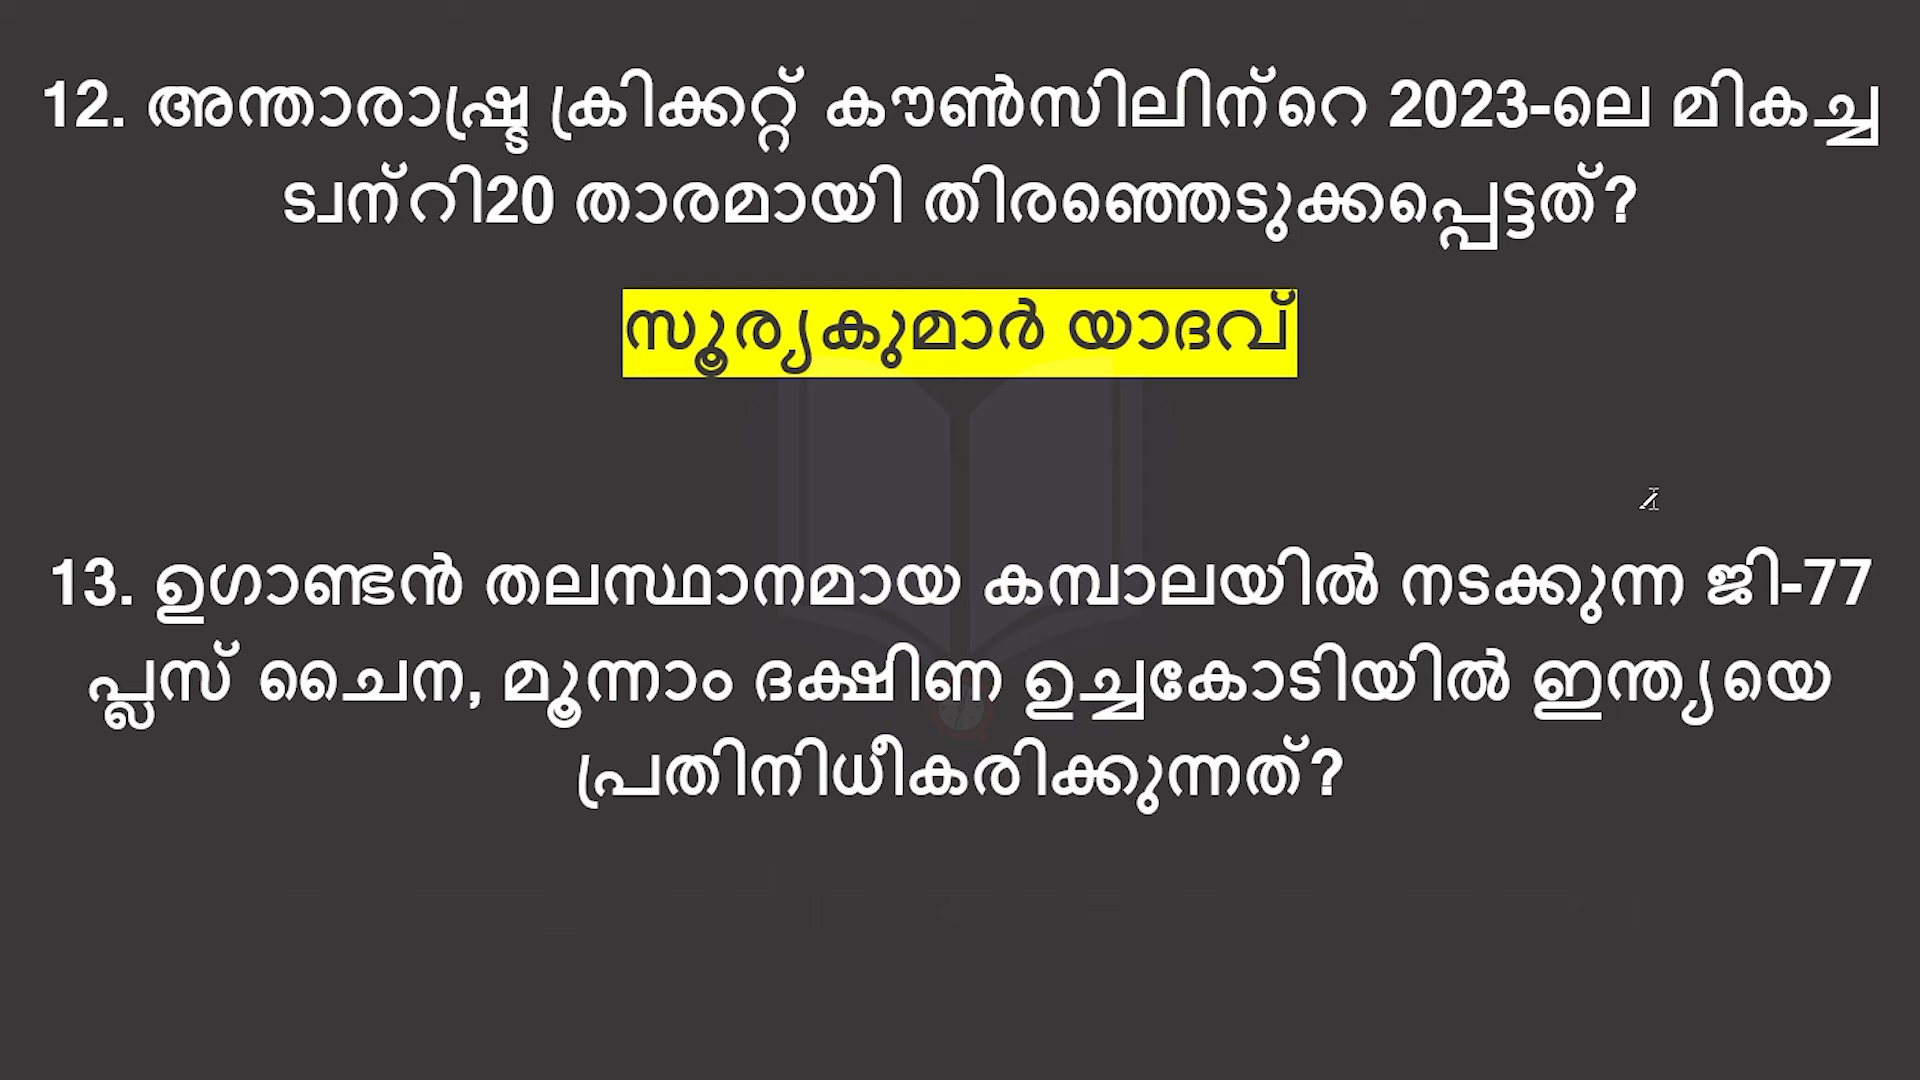 12. അന്താരാഷ്ട്ര ക്രിക്കറ്റ് കൗൺസിലിന്റെ 2023-ലെ മികച്ച
ട്വന്റി20 താരമായി തിരഞ്ഞെടുക്കപ്പെട്ടത്?
സൂര്യകുമാർ യാദവ്
13. ഉഗാണ്ടൻ തലസ്ഥാനമായ കമ്പാലയിൽ നടക്കുന്ന ജി-77
പ്ലസ് ചൈന, മൂന്നാം ദക്ഷിണ ഉച്ചകോടിയിൽ ഇന്ത്യയെ
പ്രതിനിധീകരിക്കുന്നത്?